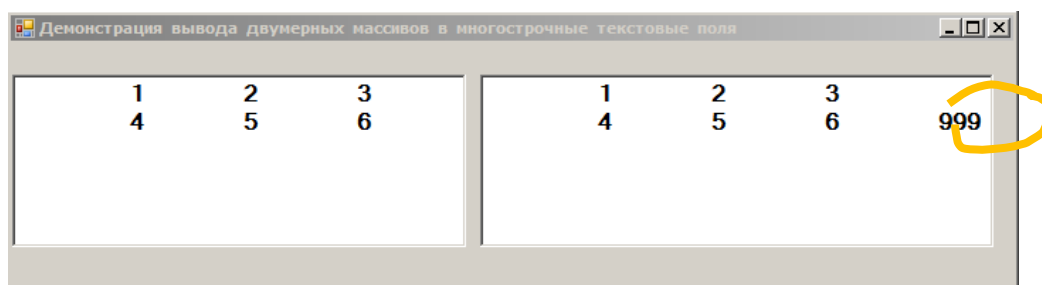 Демонстрация вывода двумерных массивов в многострочные текстовые поля
1 2 3
4 5 6
1 2 3
4 5 6 999